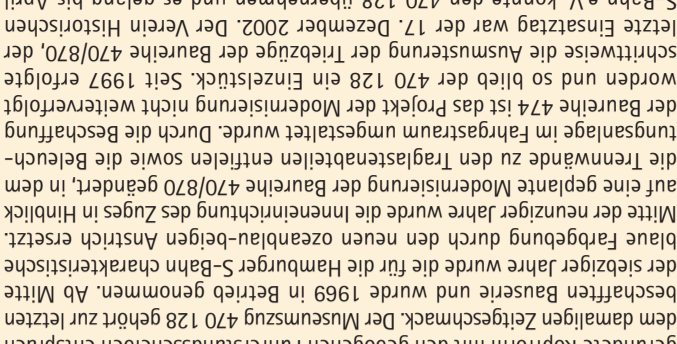 gerundete Kopfform mit den gebogenen Führerstandsscheiben entsprach
dem damaligen Zeitgeschmack. Der Museumszug 470 128 gehört zur letzten
beschafften Bauserie und wurde 1969 in Betrieb genommen. Ab Mitte
der siebziger Jahre wurde die für die Hamburger S-Bahn charakteristische
blaue Farbgebung durch den neuen ozeanblau-beigen Anstrich ersetzt.
Mitte der neunziger Jahre wurde die Inneneinrichtung des Zuges in Hinblick
auf eine geplante Modernisierung der Baureihe 470/870 geändert, in dem
die Trennwände zu den Traglastenabteilen entfielen sowie die Beleuch-
tungsanlage im Fahrgastraum umgestaltet wurde. Durch die Beschaffung
der Baureihe 474 ist das Projekt der Modernisierung nicht weiterverfolgt
worden und so blieb der 470 128 ein Einzelstück. Seit 1997 erfolgte
schrittweise die Ausmusterung der Triebzüge der Baureihe 470/870, der
letzte Einsatztag war der 17. Dezember 2002. Der Verein Historischen
S-Bahn e.V. konnte den 470 128 übernehmen und es gelang bis April